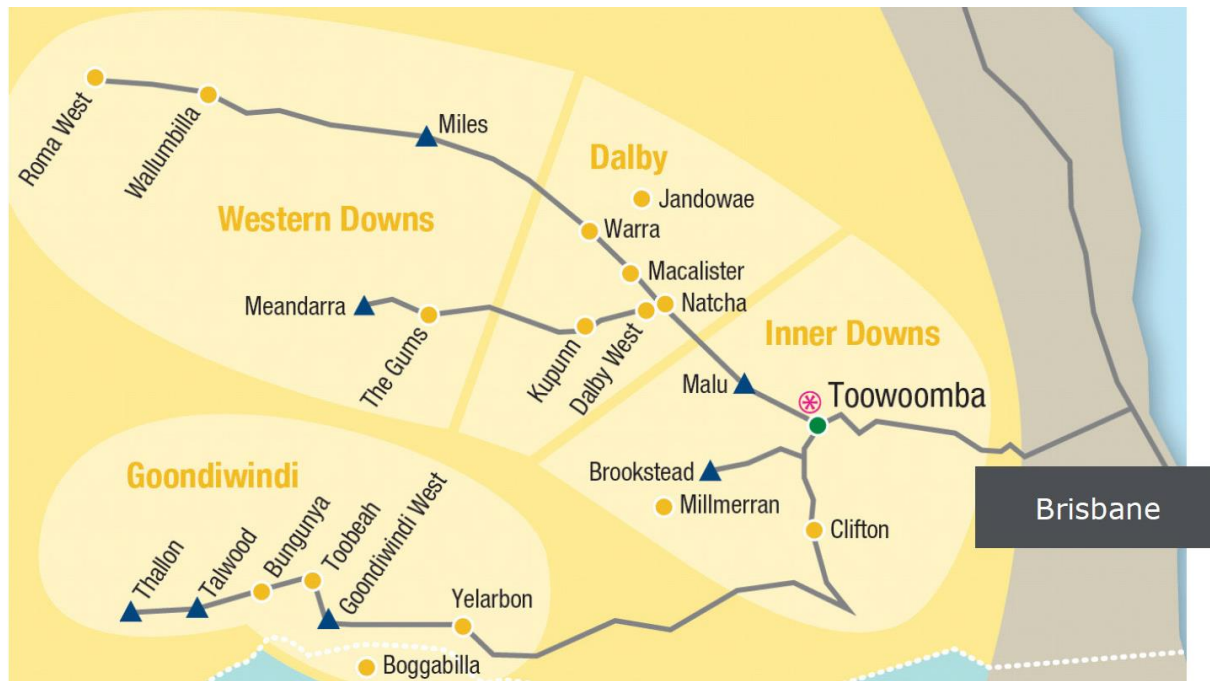 Roma West
Wallumbilla
Miles
Dalby
Jandowae
Western Downs
Warra
Macalister
Meandarra
The Gums
Kupunn
Dalby West
Natcha
Inner Downs
Malu
Toowoomba
Brookstead
Millmerran
Clifton
Brisbane
Goondiwindi
Thallon
Talwood
Bungunya
Toobeah
Goondiwindi West
Yelarbon
Boggabilla